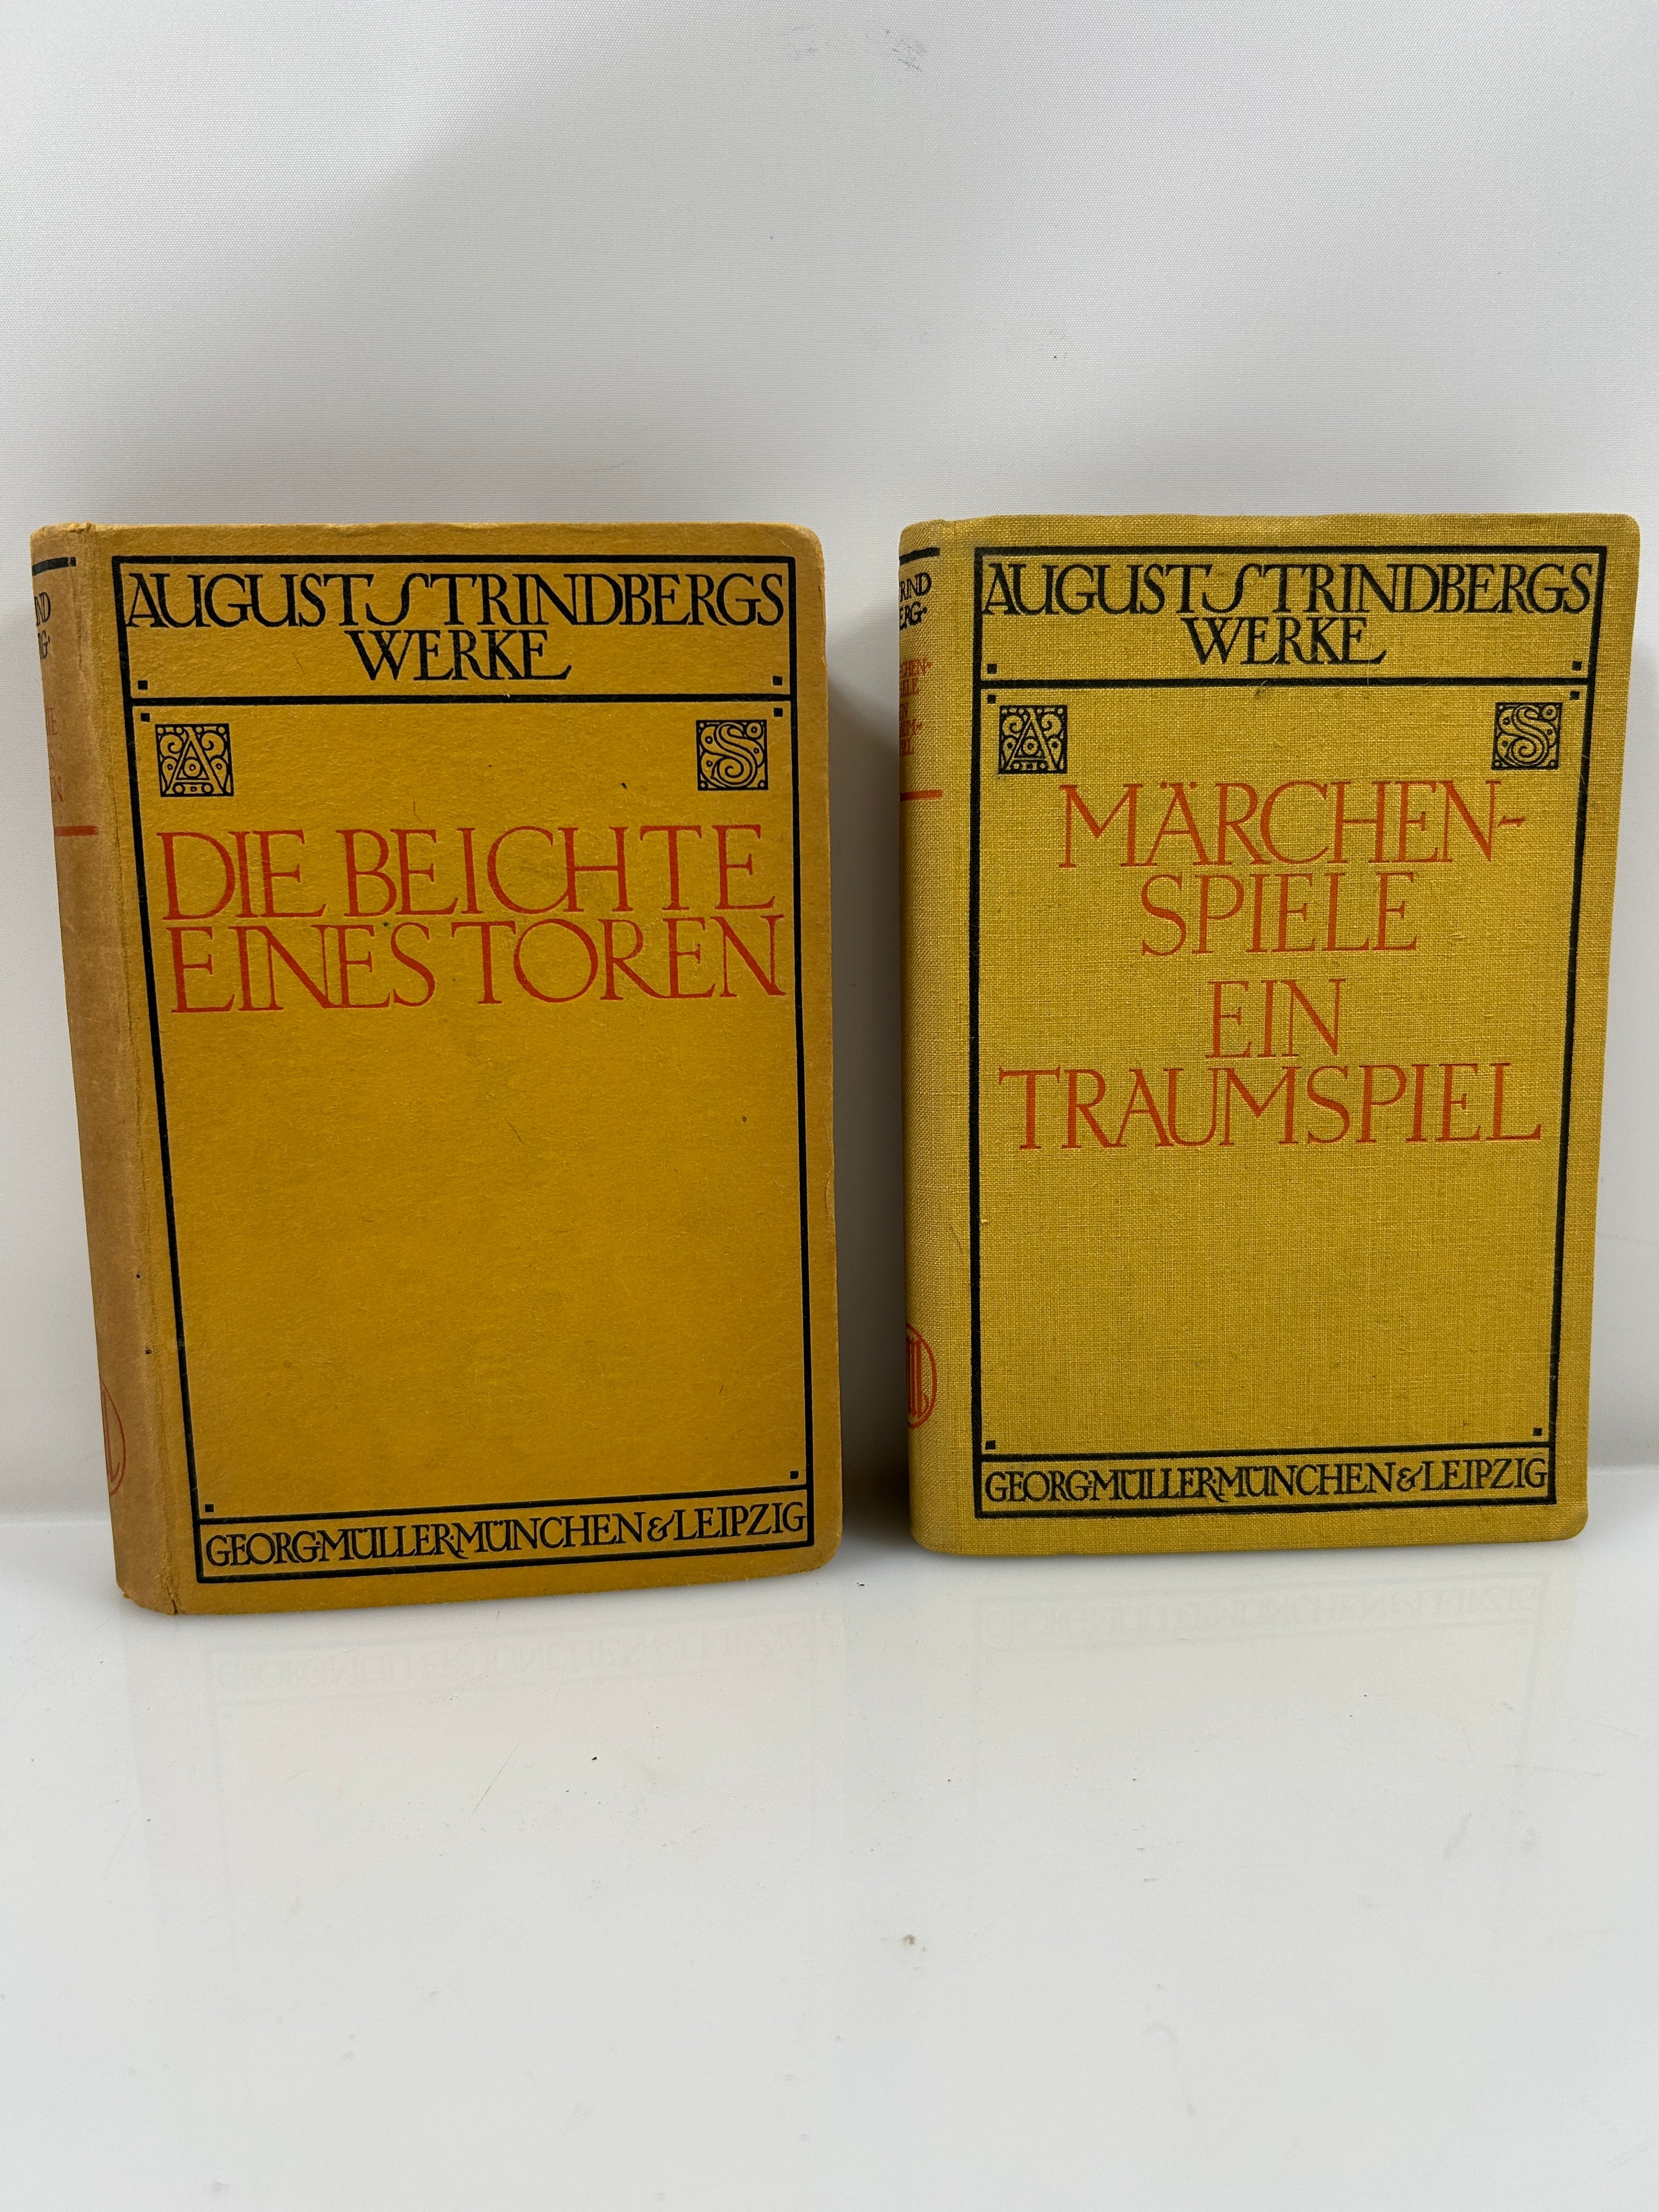 AUGUST STRINDBERGS
WERKE
A S
DIE BEICHTE
EINES TOREN
GEORG·MÜLLER·MÜNCHEN & LEIPZIG
AUGUST STRINDBERGS
WERKE
A S
MÄRCHEN-
SPIELE
EIN
TRAUMSPIEL
GEORG·MÜLLER·MÜNCHEN & LEIPZIG